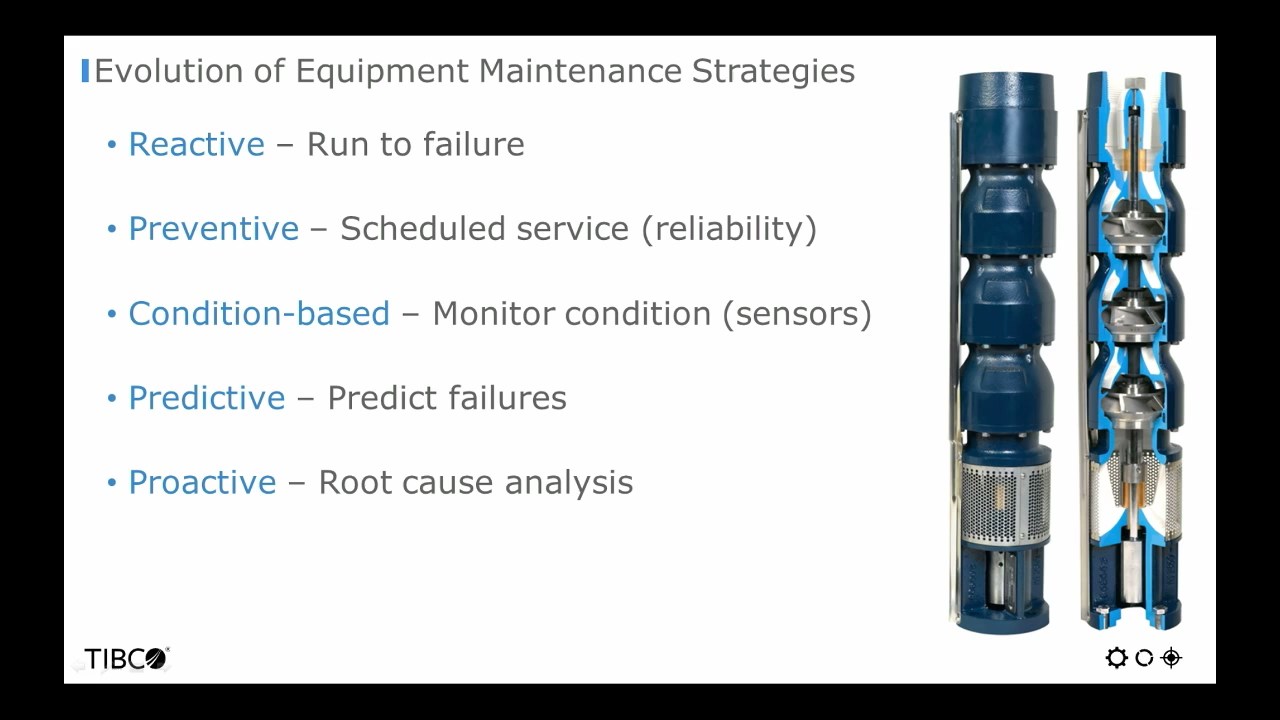 Evolution of Equipment Maintenance Strategies
• Reactive – Run to failure
• Preventive – Scheduled service (reliability)
• Condition-based – Monitor condition (sensors)
• Predictive – Predict failures
• Proactive – Root cause analysis
TIBCO®